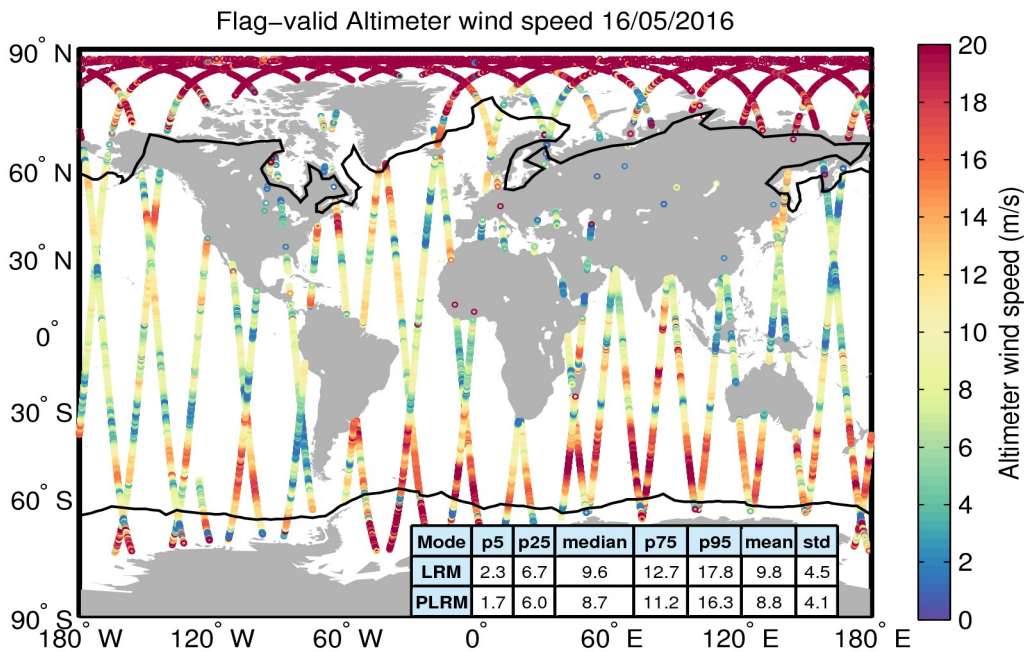 Flag−valid Altimeter wind speed 16/05/2016
90° N
60° N
30° N
0°
30° S
60° S
90° S
180° W
120° W
60° W
0°
60° E
120° E
180° E
Mode p5 p25 median p75 p95 mean std
LRM 2.3 6.7 9.6 12.7 17.8 9.8 4.5
PLRM 1.7 6.0 8.7 11.2 16.3 8.8 4.1
20
18
16
14
12
10
8
6
4
2
0
Altimeter wind speed (m/s)